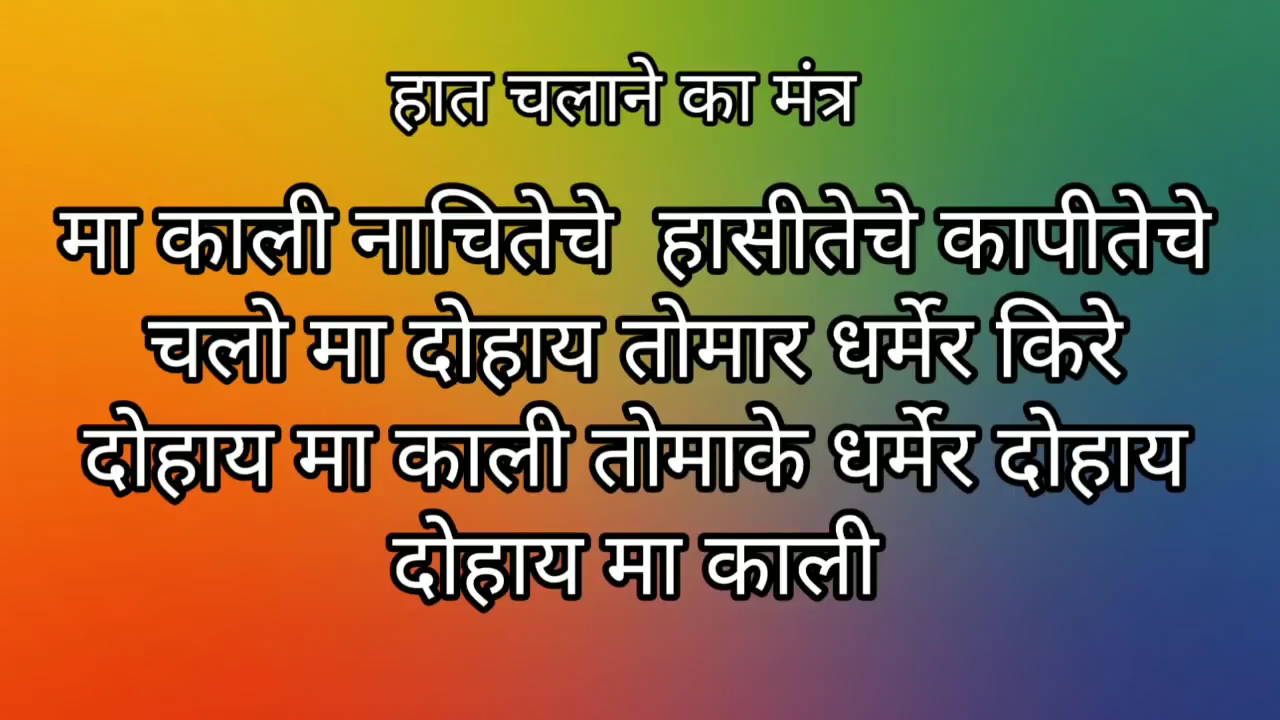 हात चलाने का मंत्र
मा काली नाचितेचे हासीतेचे कापीतेचे
चलो मा दोहाय तोमार धर्मेर किरे
दोहाय मा काली तोमाके धर्मेर दोहाय
दोहाय मा काली